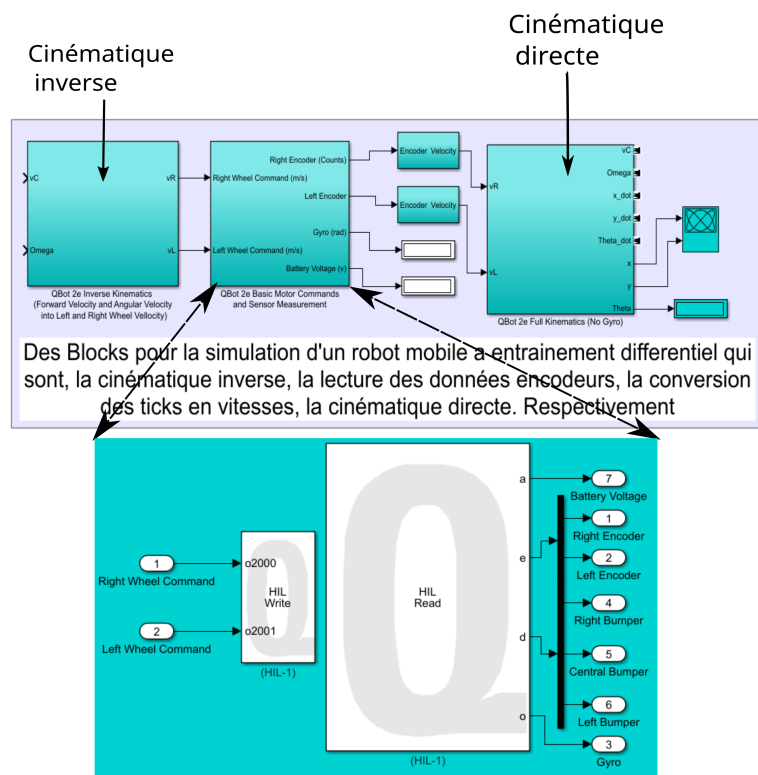 Cinématique
inverse
Cinématique
directe
vC
Omega
vR
vL
QBot 2e Inverse Kinematics
(Forward Velocity and Angular Velocity
into Left and Right Wheel Vellocity)
Right Wheel Command (m/s)
Left Wheel Command (m/s)
Right Encoder (Counts)
Left Encoder
Gyro (rad)
Battery Voltage (v)
QBot 2e Basic Motor Commands
and Sensor Measurement
Encoder Velocity
Encoder Velocity
vR
vL
vC
Omega
x_dot
y_dot
Theta_dot
x
y
Theta
QBot 2e Full Kinematics (No Gyro)
Des Blocks pour la simulation d'un robot mobile a entrainement differentiel qui
sont, la cinématique inverse, la lecture des données encodeurs, la conversion
des ticks en vitesses, la cinématique directe. Respectivement
1
Right Wheel Command
2
Left Wheel Command
o2000
o2001
HIL
Write
(HIL-1)
HIL
Read
a
e
d
o
(HIL-1)
7
Battery Voltage
1
Right Encoder
2
Left Encoder
4
Right Bumper
5
Central Bumper
6
Left Bumper
3
Gyro